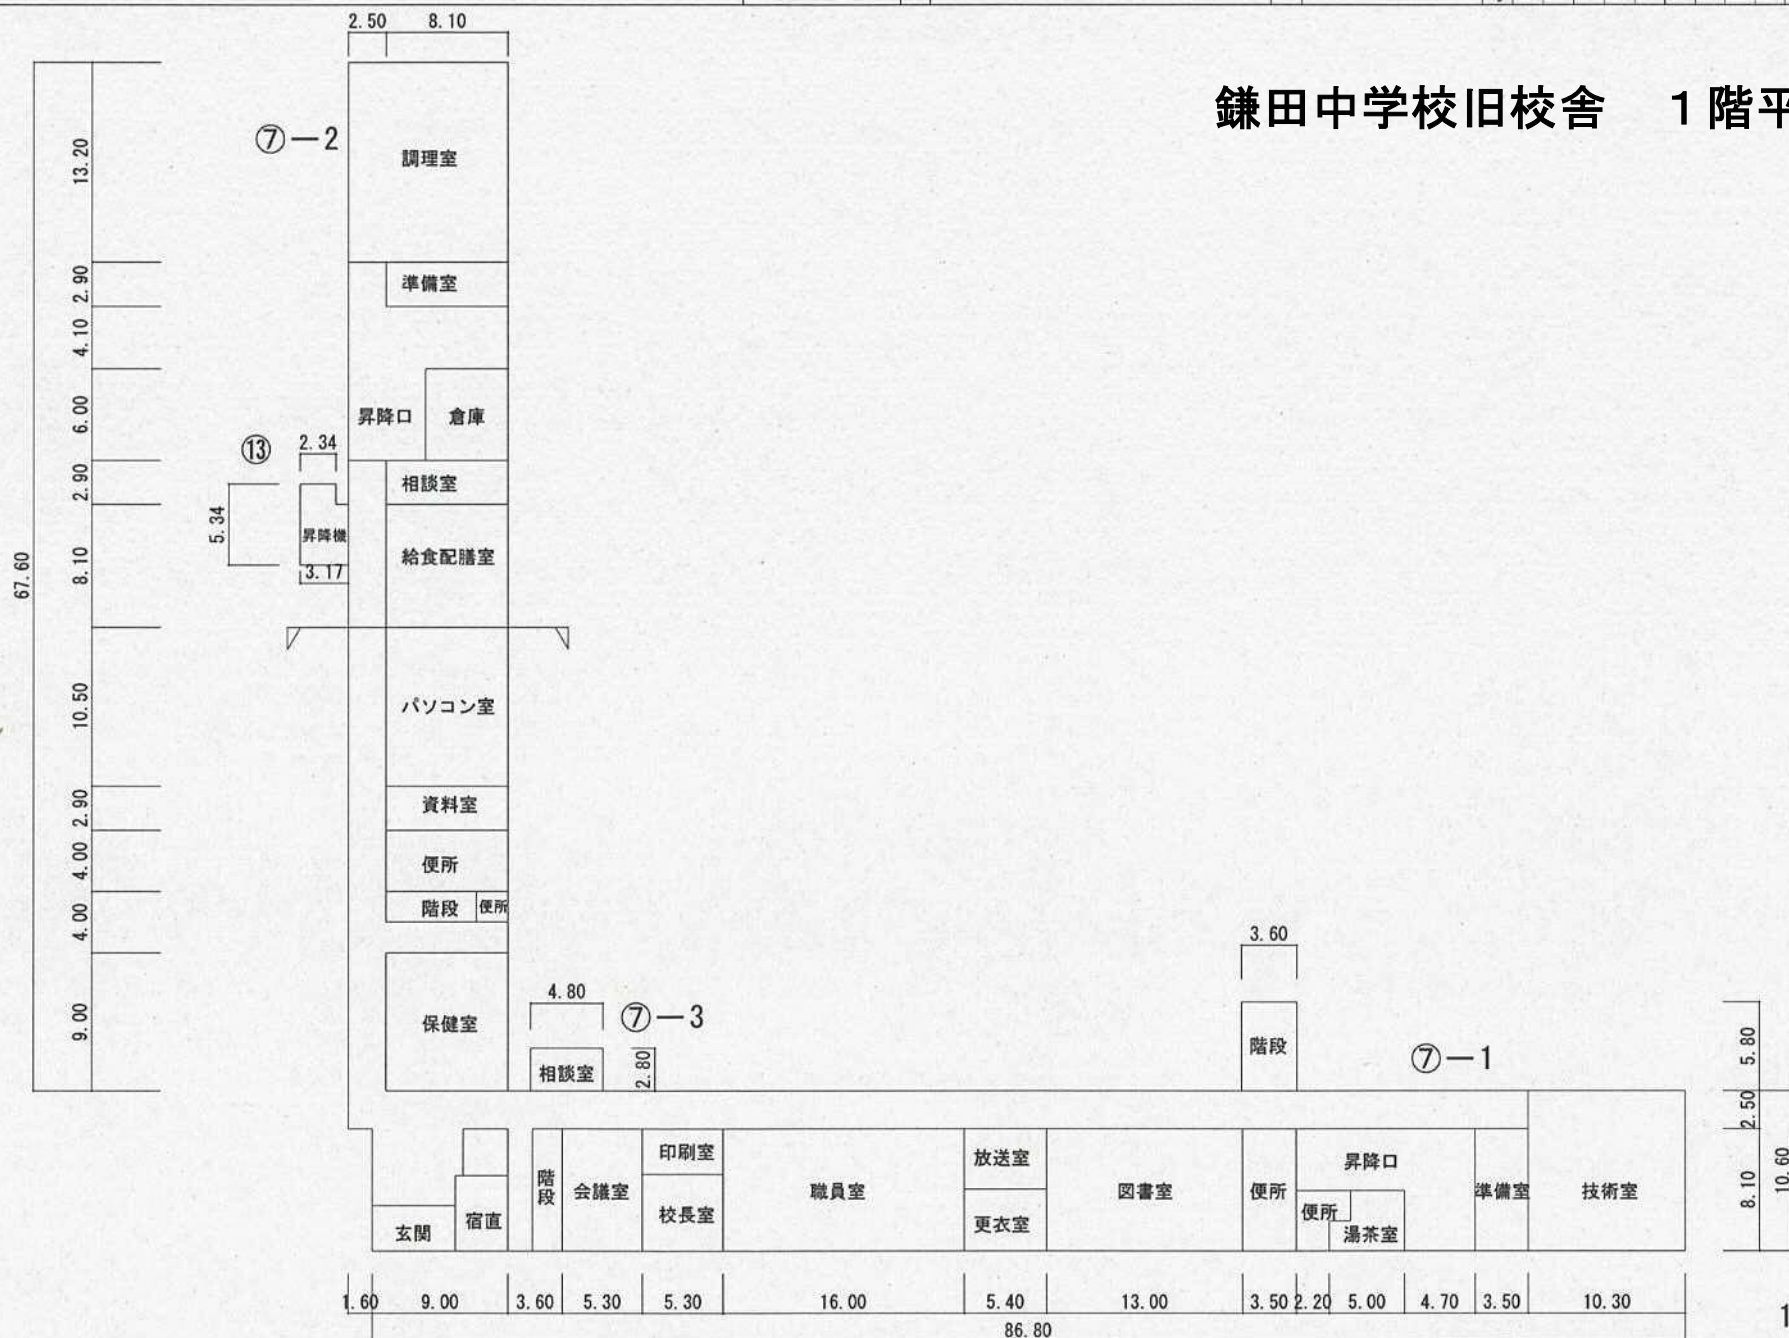 2.50 8.10
鎌田中学校旧校舎 1階平
⑦－2
13.20
調理室
2.90
準備室
4.10
6.00
昇降口
倉庫
⑬
2.34
2.90
相談室
5.34
昇降機
8.10
給食配膳室
67.60
3.17
10.50
パソコン室
2.90
資料室
4.00
便所
4.00
階段
便所
3.60
9.00
保健室
4.80
⑦－3
相談室
2.80
階段
⑦－1
5.80
2.50
8.10
10.60
階段
会議室
印刷室
校長室
職員室
放送室
更衣室
図書室
便所
昇降口
便所
湯茶室
準備室
技術室
玄関
宿直
1.60 9.00 3.60 5.30 5.30 16.00 5.40 13.00 3.50 2.20 5.00 4.70 3.50 10.30
86.80